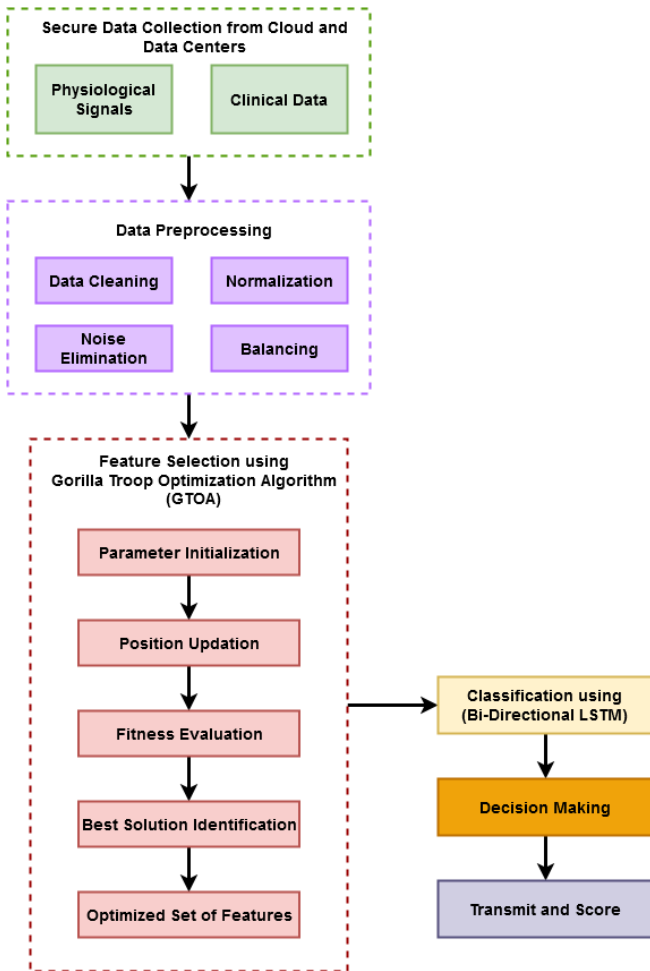 Secure Data Collection from Cloud and
Data Centers
Physiological
Signals
Clinical Data
Data Preprocessing
Data Cleaning
Normalization
Noise
Elimination
Balancing
Feature Selection using
Gorilla Troop Optimization Algorithm
(GTOA)
Parameter Initialization
Position Updation
Fitness Evaluation
Best Solution Identification
Optimized Set of Features
Classification using
(Bi-Directional LSTM)
Decision Making
Transmit and Score